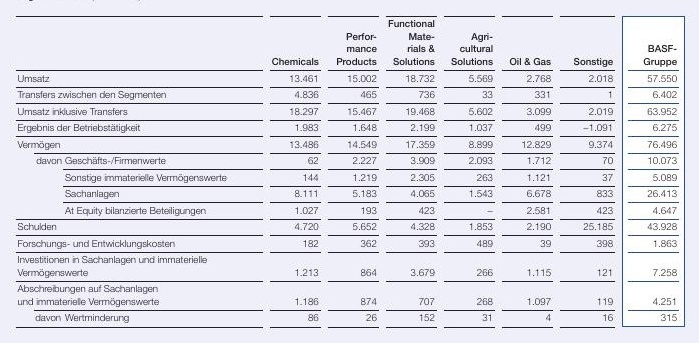 Functional
Perfor- Mate- Agri-
mance rials & cultural BASF-
Chemicals Products Solutions Solutions Oil & Gas Sonstige Gruppe
Umsatz 13.461 15.002 18.732 5.569 2.768 2.018 57.550
Transfers zwischen den Segmenten 4.836 465 736 33 331 1 6.402
Umsatz inklusive Transfers 18.297 15.467 19.468 5.602 3.099 2.019 63.952
Ergebnis der Betriebstätigkeit 1.983 1.648 2.199 1.037 499 –1.091 6.275
Vermögen 13.486 14.549 17.359 8.899 12.829 9.374 76.496
davon Geschäfts-/Firmenwerte 62 2.227 3.909 2.093 1.712 70 10.073
Sonstige immaterielle Vermögenswerte 144 1.219 2.305 263 1.121 37 5.089
Sachanlagen 8.111 5.183 4.065 1.543 6.678 833 26.413
At Equity bilanzierte Beteiligungen 1.027 193 423 – 2.581 423 4.647
Schulden 4.720 5.652 4.328 1.853 2.190 25.185 43.928
Forschungs- und Entwicklungskosten 182 362 393 489 39 398 1.863
Investitionen in Sachanlagen und immaterielle
Vermögenswerte 1.213 864 3.679 266 1.115 121 7.258
Abschreibungen auf Sachanlagen
und immaterielle Vermögenswerte 1.186 874 707 268 1.097 119 4.251
davon Wertminderung 86 26 152 31 4 16 315